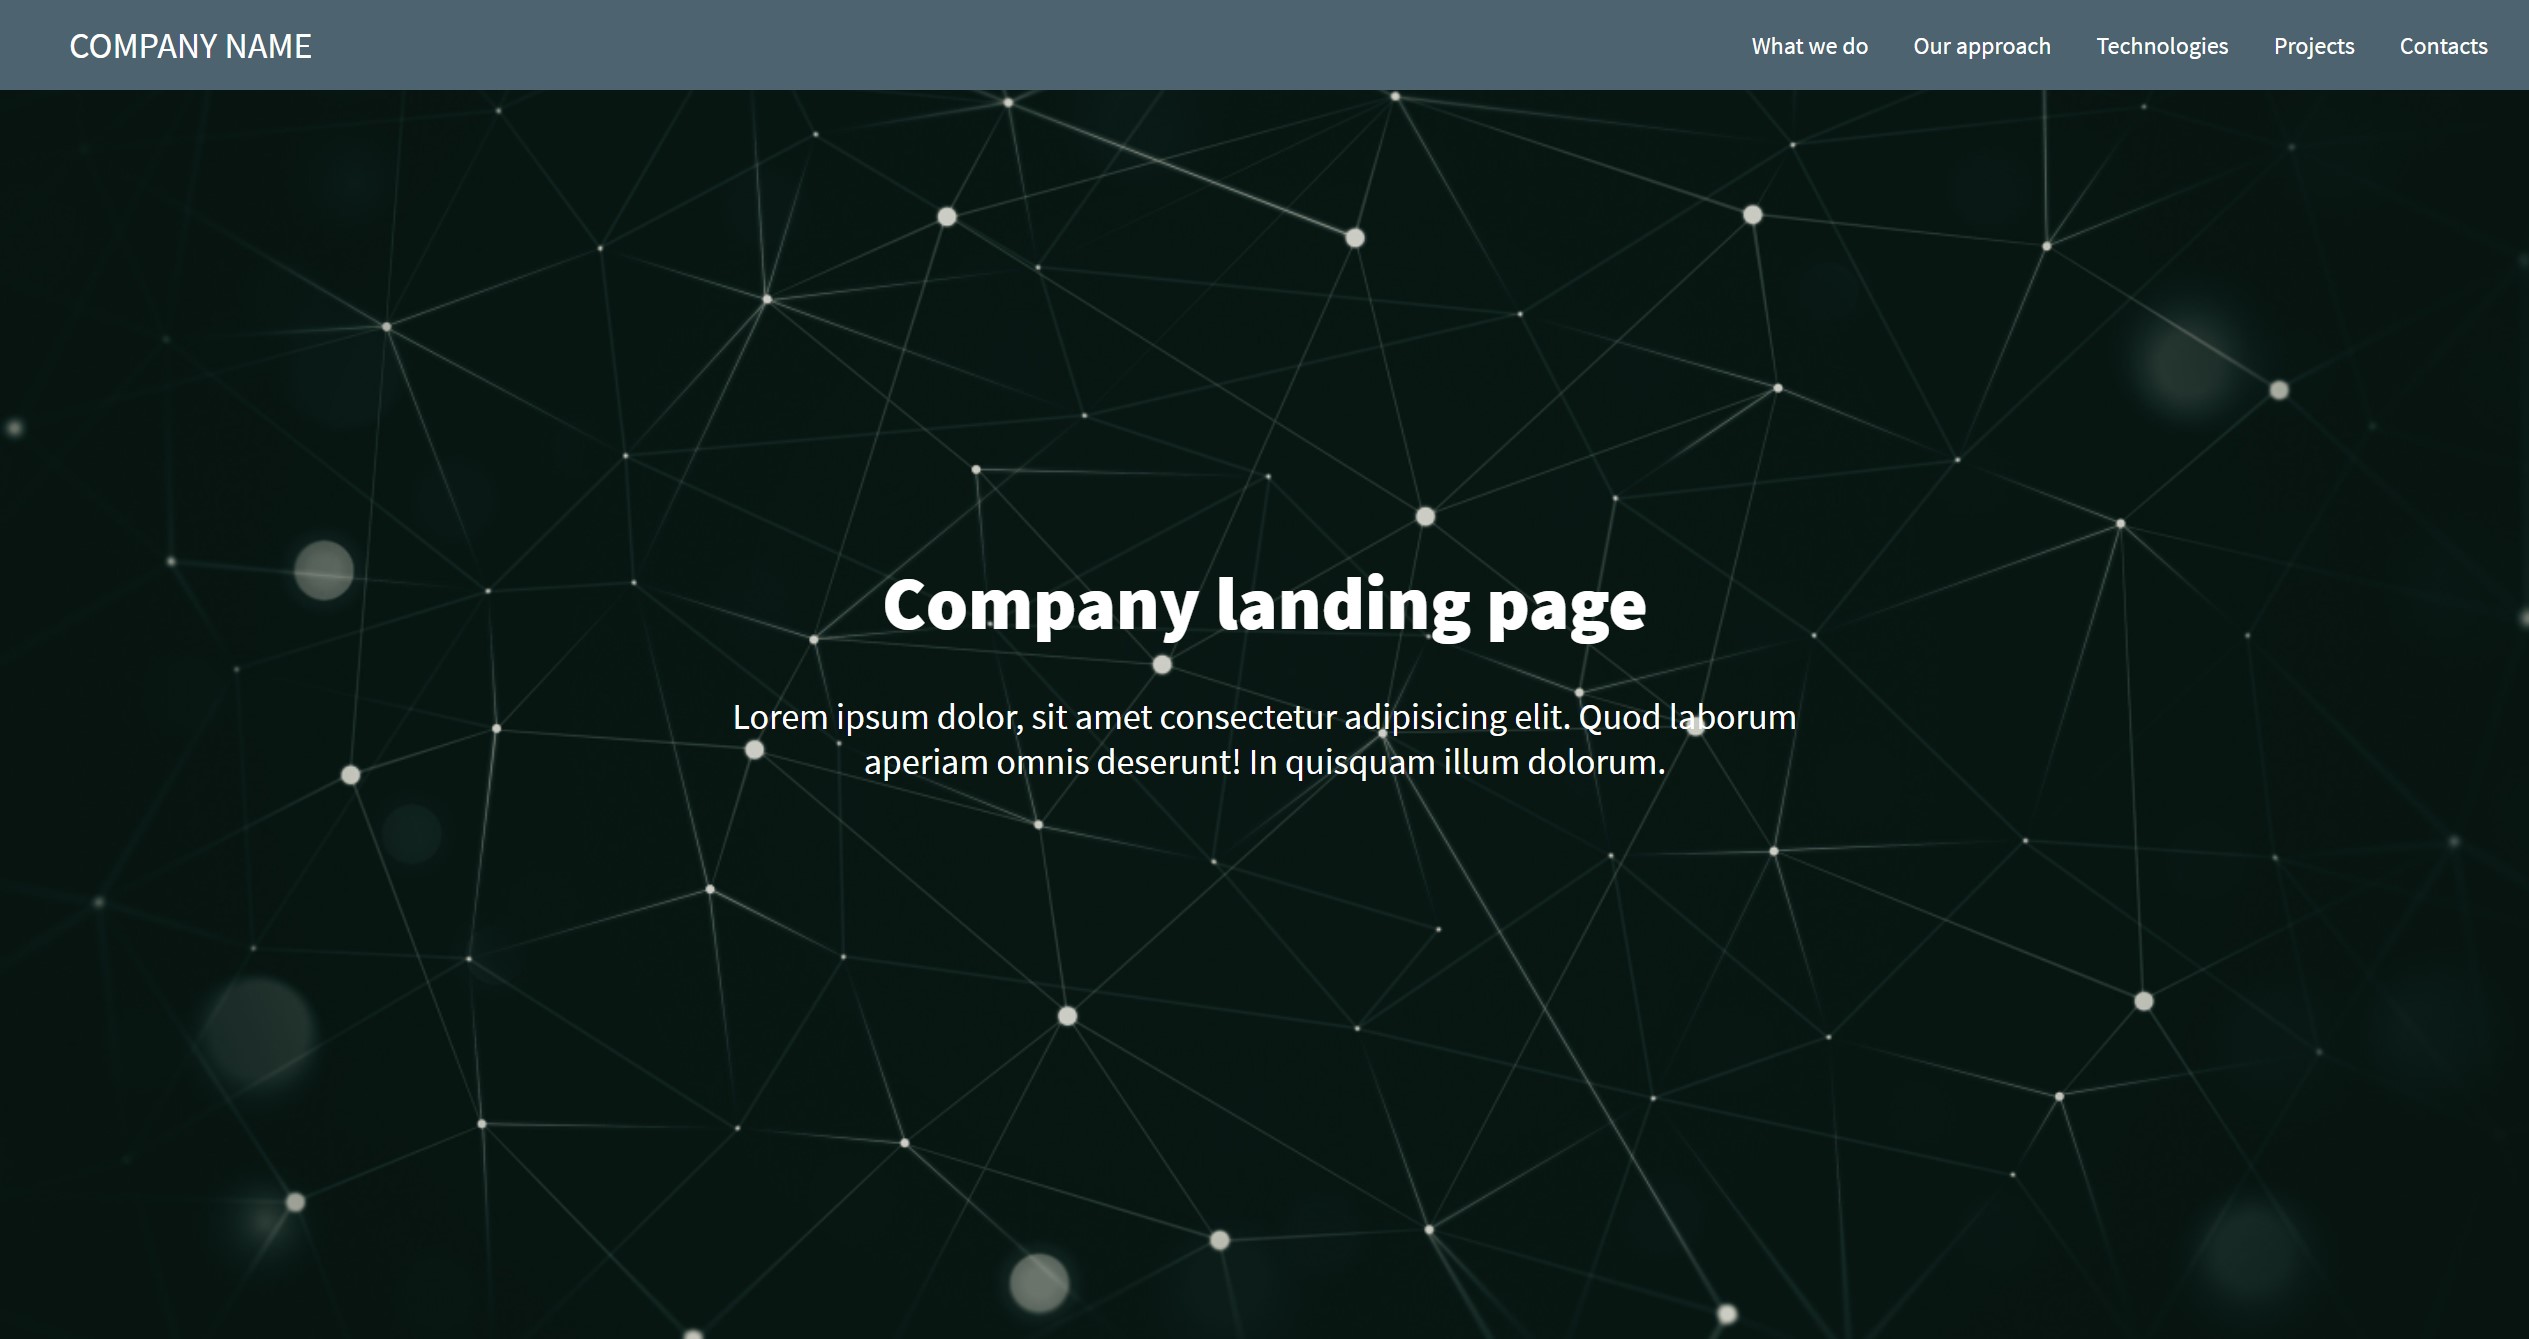 COMPANY NAME
What we do Our approach Technologies Projects Contacts
Company landing page
Lorem ipsum dolor, sit amet consectetur adipisicing elit. Quod laborum
aperiam omnis deserunt! In quisquam illum dolorum.